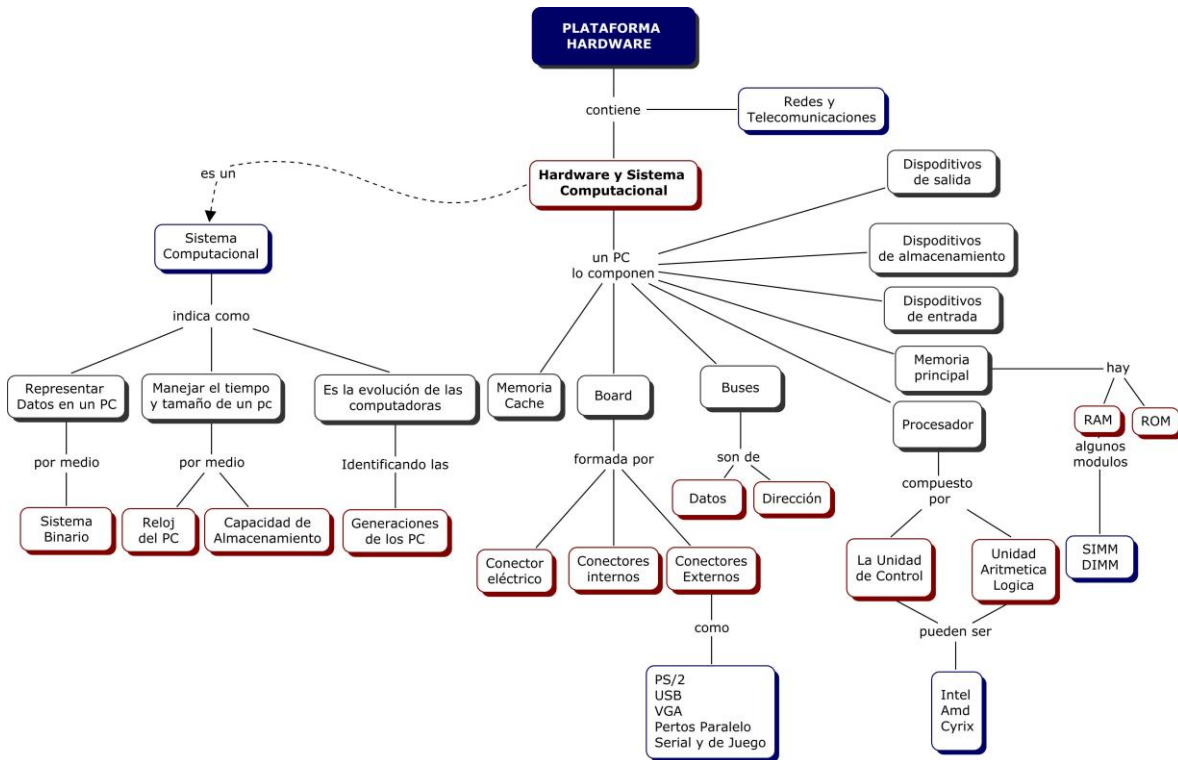 PLATAFORMA
HARDWARE
contiene
Redes y
Telecomunicaciones
es un
Hardware y Sistema
Computacional
Dispositivos
de salida
Sistema
Computacional
un PC
lo componen
Dispositivos
de almacenamiento
Dispositivos
de entrada
indica como
Representar
Datos en un PC
Manejar el tiempo
y tamaño de un pc
Es la evolución de las
computadoras
Memoria
Cache
Board
Buses
Memoria
principal
hay
RAM
ROM
Procesador
algunos
modulos
por medio
por medio
Identificando las
formada por
son de
Datos
Dirección
compuesto
por
Sistema
Binario
Reloj
del PC
Capacidad de
Almacenamiento
Generaciones
de los PC
Conector
eléctrico
Conectores
internos
Conectores
Externos
La Unidad
de Control
Unidad
Aritmetica
Logica
SIMM
DIMM
como
pueden ser
PS/2
USB
VGA
Pertos Paralelo
Serial y de Juego
Intel
Amd
Cyrix